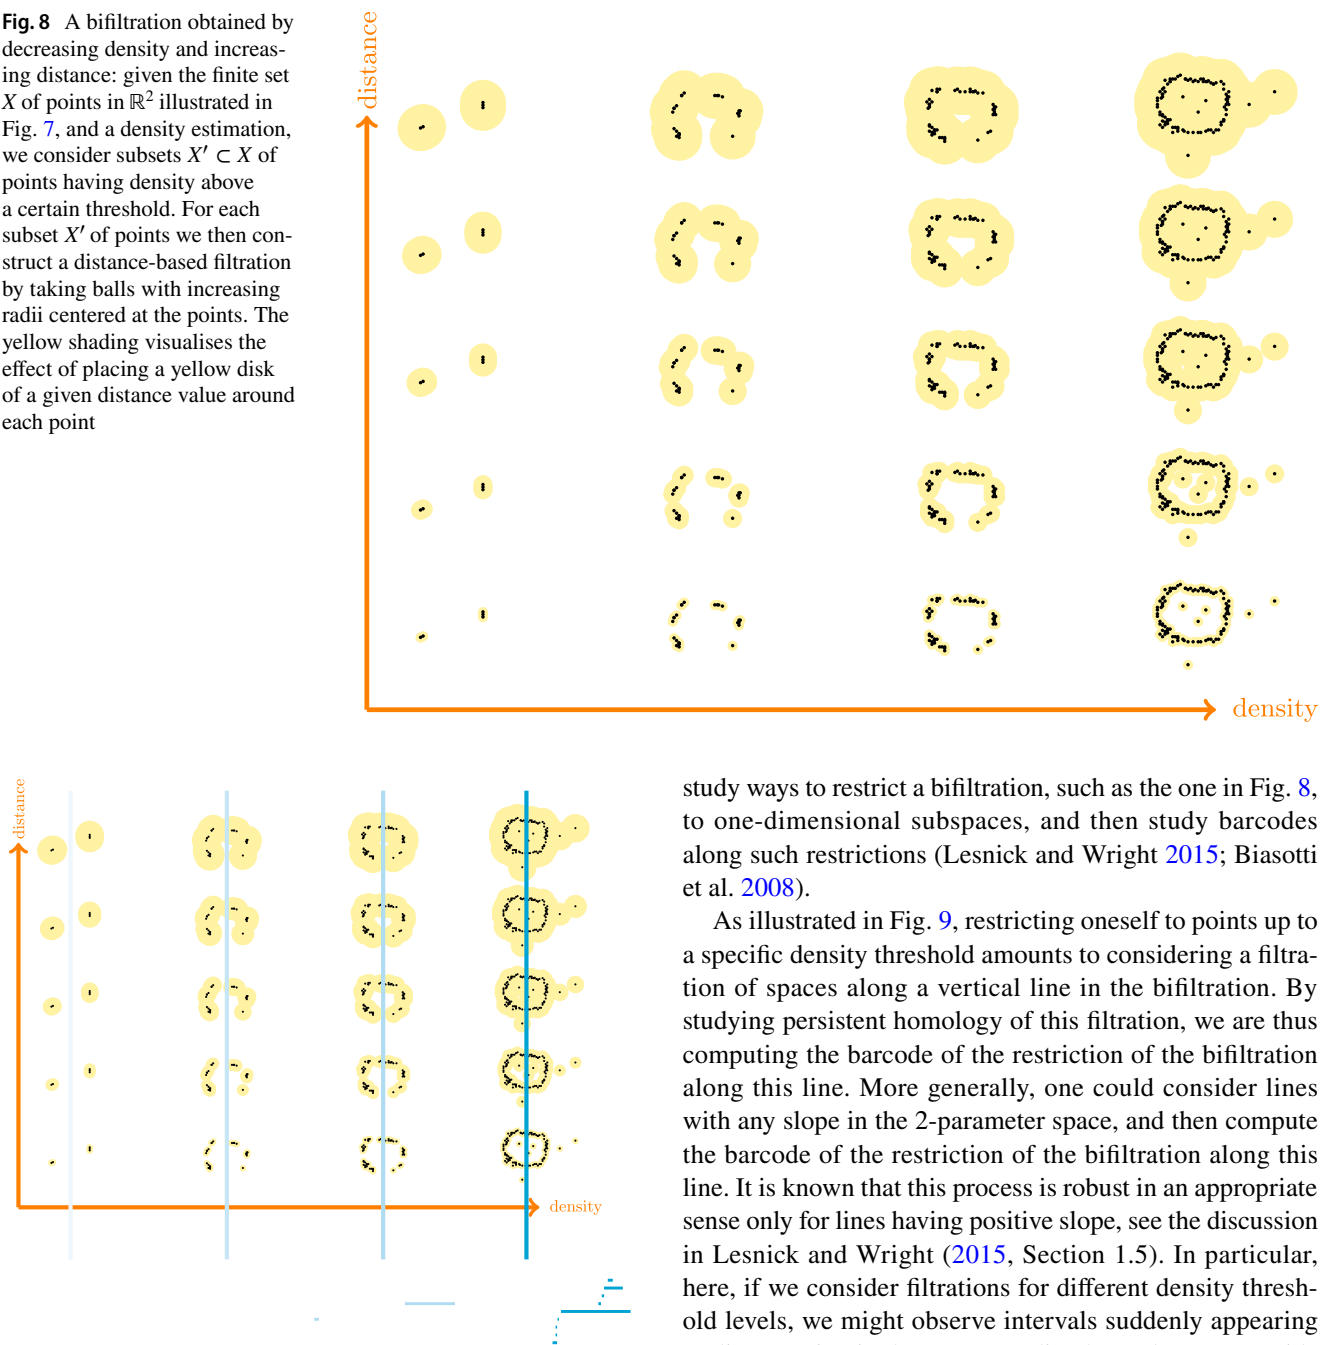 Fig. 8 A bifiltration obtained by
decreasing density and increas-
ing distance: given the finite set
X of points in ℝ² illustrated in
Fig. 7, and a density estimation,
we consider subsets X′ ⊂ X of
points having density above
a certain threshold. For each
subset X′ of points we then con-
struct a distance-based filtration
by taking balls with increasing
radii centered at the points. The
yellow shading visualises the
effect of placing a yellow disk
of a given distance value around
each point
distance
density
distance
density
study ways to restrict a bifiltration, such as the one in Fig. 8,
to one-dimensional subspaces, and then study barcodes
along such restrictions (Lesnick and Wright 2015; Biasotti
et al. 2008).
As illustrated in Fig. 9, restricting oneself to points up to
a specific density threshold amounts to considering a filtra-
tion of spaces along a vertical line in the bifiltration. By
studying persistent homology of this filtration, we are thus
computing the barcode of the restriction of the bifiltration
along this line. More generally, one could consider lines
with any slope in the 2-parameter space, and then compute
the barcode of the restriction of the bifiltration along this
line. It is known that this process is robust in an appropriate
sense only for lines having positive slope, see the discussion
in Lesnick and Wright (2015, Section 1.5). In particular,
here, if we consider filtrations for different density thresh-
old levels, we might observe intervals suddenly appearing